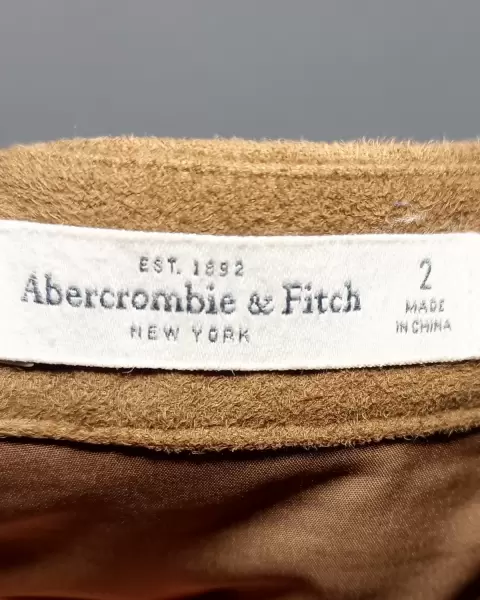 EST. 1892
Abercrombie & Fitch
NEW YORK
2
MADE
IN CHINA